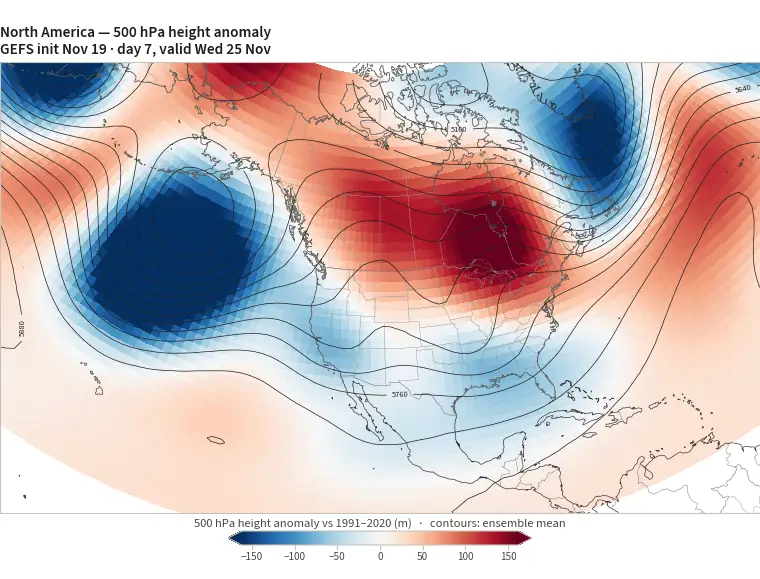 North America — 500 hPa height anomaly
GEFS init Nov 19 · day 7, valid Wed 25 Nov
5640
5160
5880
5760
500 hPa height anomaly vs 1991–2020 (m) · contours: ensemble mean
−150 −100 −50 0 50 100 150